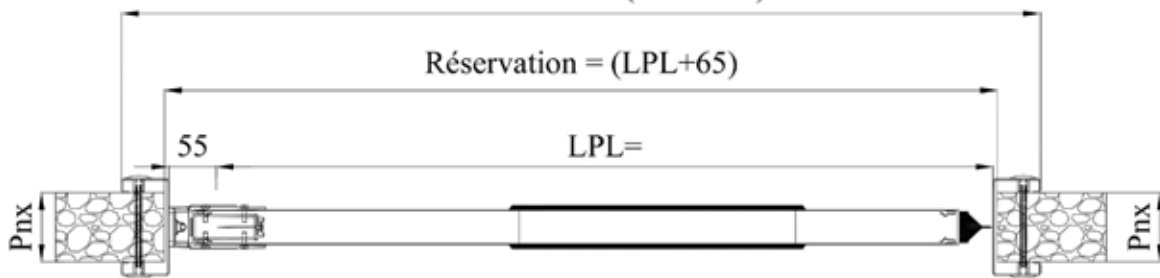 Réservation = (LPL+65)
55
LPL=
Pnx
Pnx